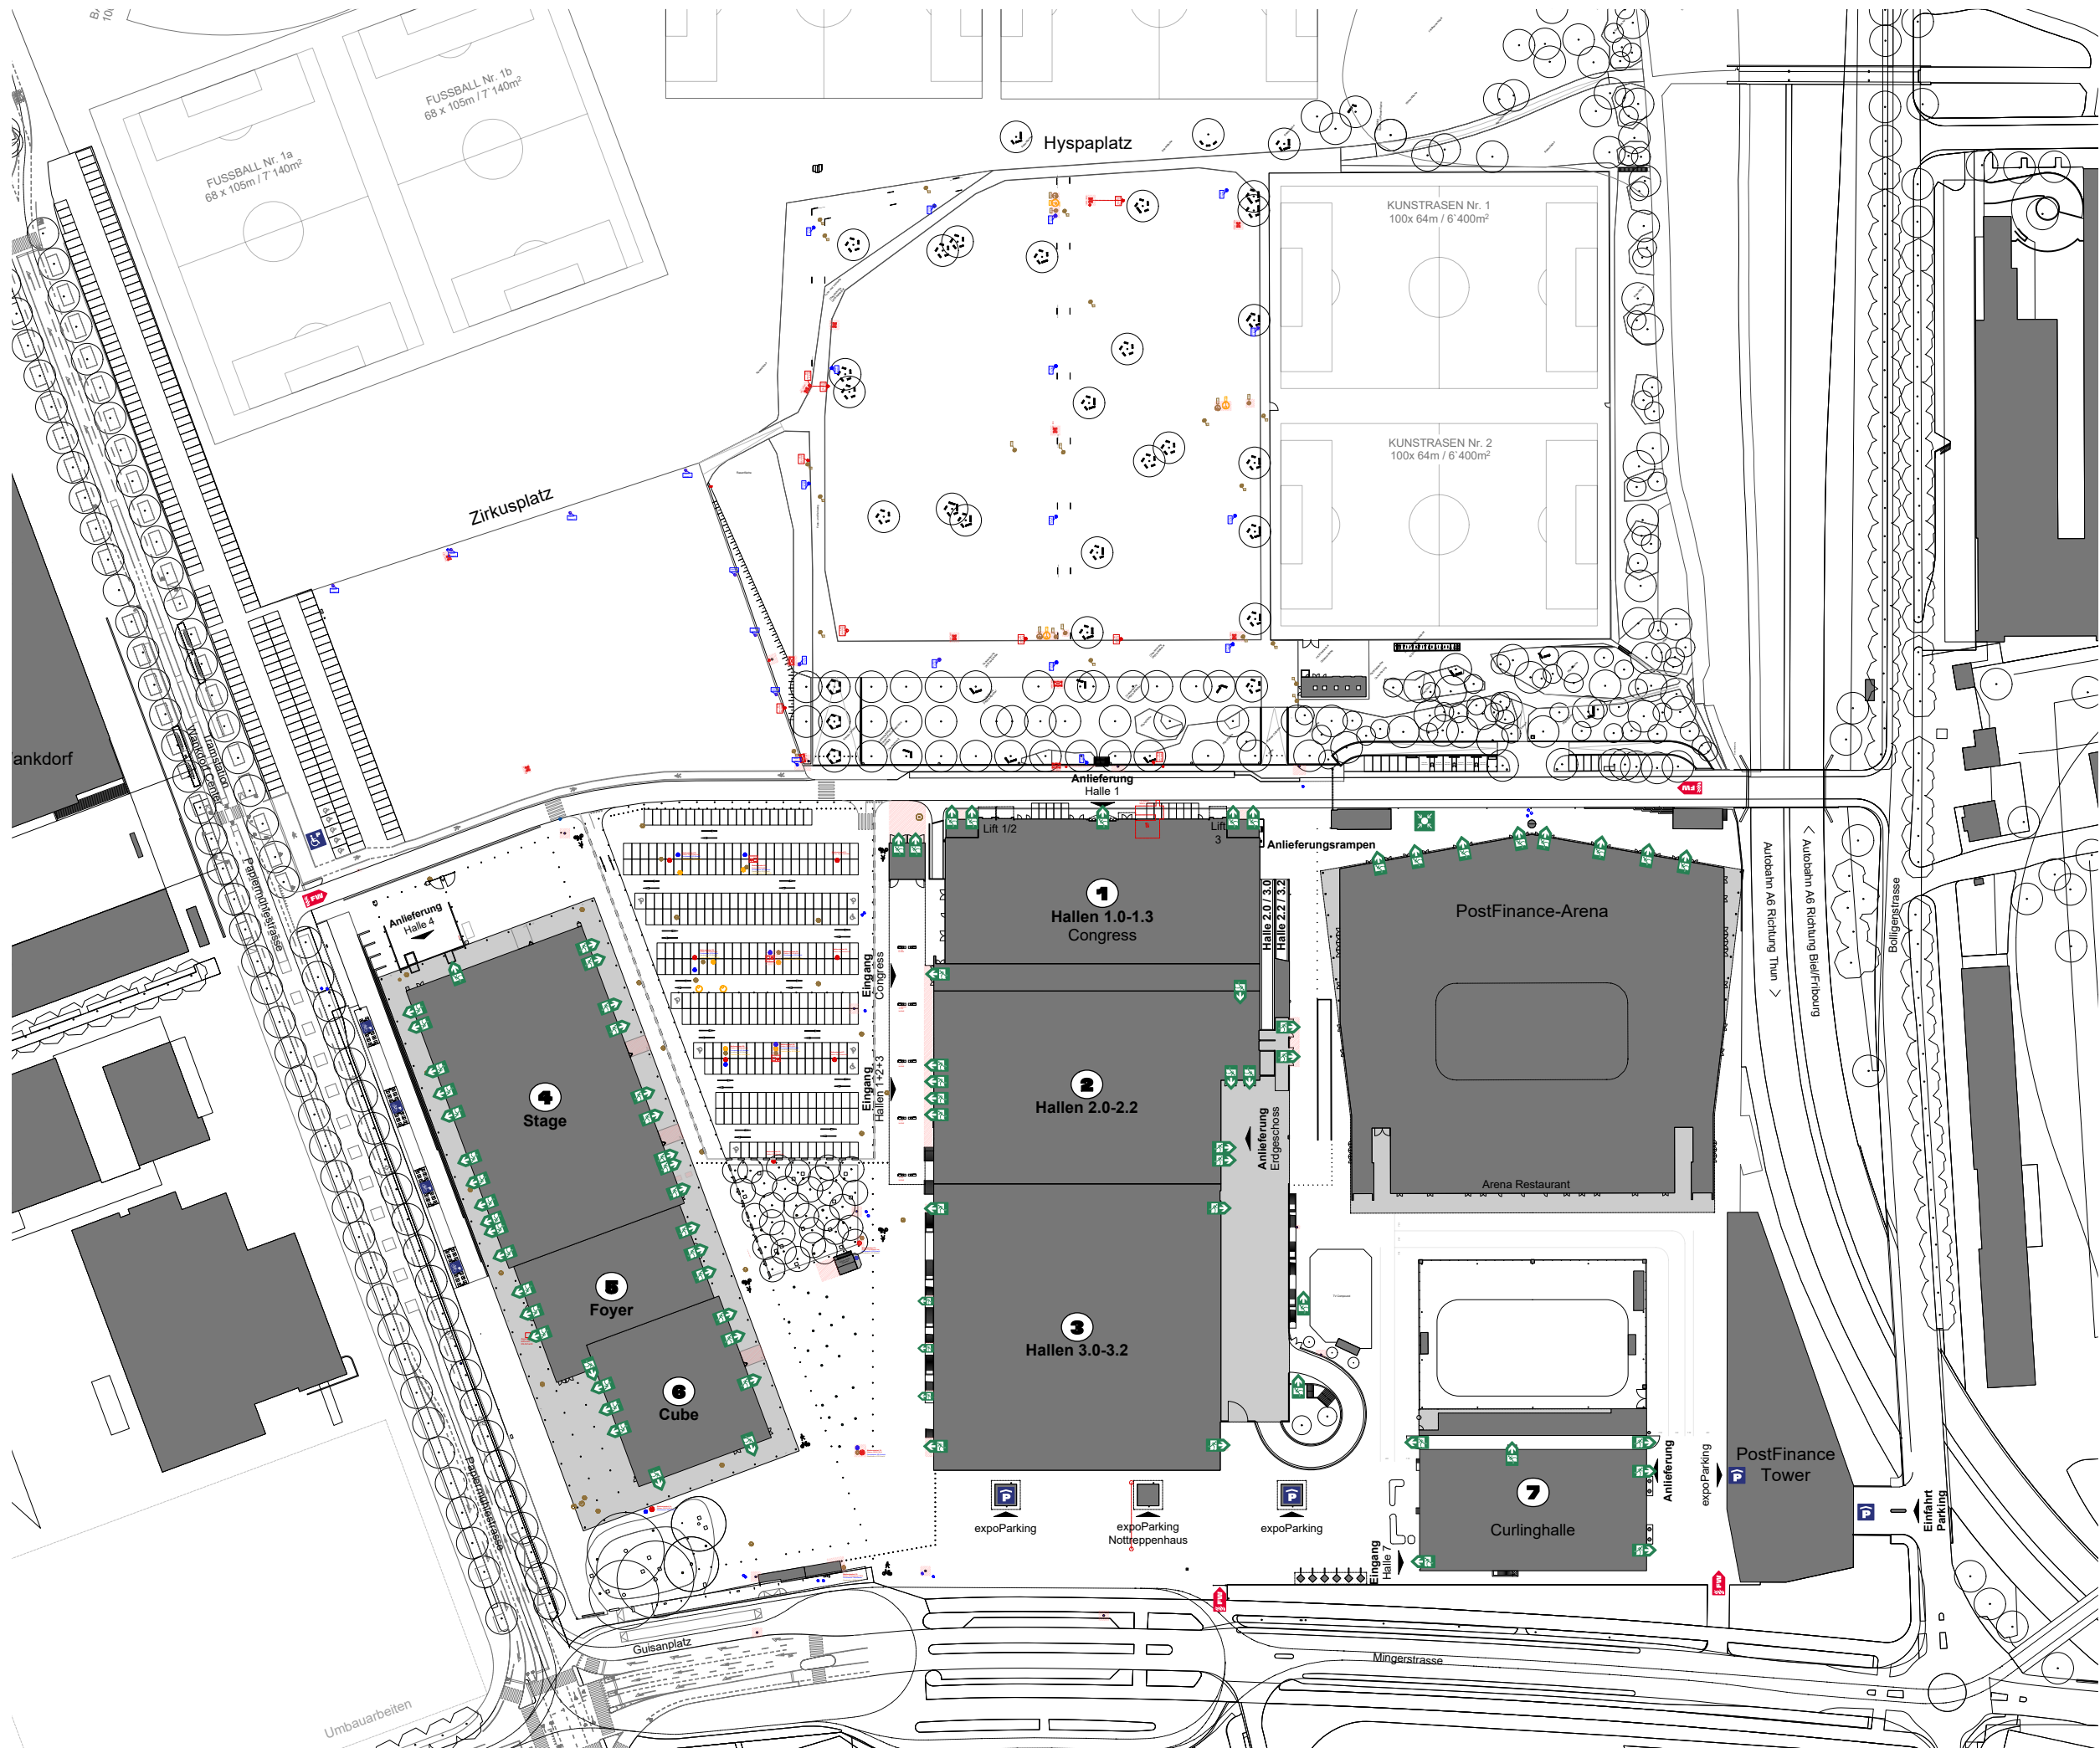 FUSSBALL Nr. 1a
68 x 105m / 7`140m²
FUSSBALL Nr. 1b
68 x 105m / 7`140m²
Hyspaplatz
KUNSTRASEN Nr. 1
100x 64m / 6`400m²
KUNSTRASEN Nr. 2
100x 64m / 6`400m²
Zirkusplatz
ankdorf
Tramstation
Wankdorf Center
Papiermühlestrasse
Anlieferung
Halle 1
Lift 1/2
Lift
3
Anlieferungsrampen
Halle 2.0 / 3.0
Halle 2.2 / 3.2
Anlieferung
Halle 4
1
Hallen 1.0-1.3
Congress
Eingang
Congress
PostFinance-Arena
Autobahn A6 Richtung Thun >
< Autobahn A6 Richtung Biel/Fribourg
Bolligenstrasse
4
Stage
Eingang
Hallen 1+2+3
2
Hallen 2.0-2.2
Anlieferung
Erdgeschoss
Arena Restaurant
5
Foyer
3
Hallen 3.0-3.2
6
Cube
7
Curlinghalle
Anlieferung
expoParking
PostFinance
Tower
Einfahrt
Parking
P
expoParking
expoParking
Nottreppenhaus
P
expoParking
Eingang
Halle 7
Papiermühlestrasse
Guisanplatz
Mingerstrasse
Umbauarbeiten